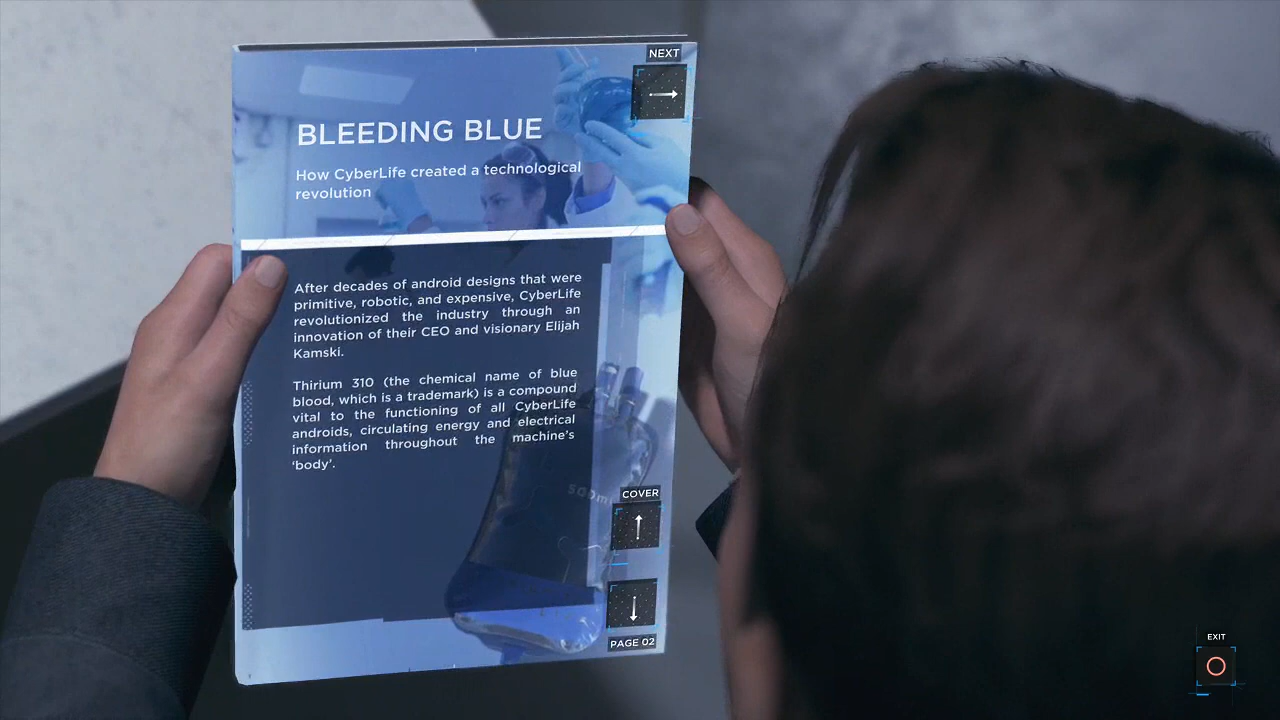 NEXT
BLEEDING BLUE
How CyberLife created a technological
revolution
After decades of android designs that were
primitive, robotic, and expensive, CyberLife
revolutionized the industry through an
innovation of their CEO and visionary Elijah
Kamski.
Thirium 310 (the chemical name of blue
blood, which is a trademark) is a compound
vital to the functioning of all CyberLife
androids, circulating energy and electrical
information throughout the machine's
'body'.
500ml
COVER
PAGE 02
EXIT